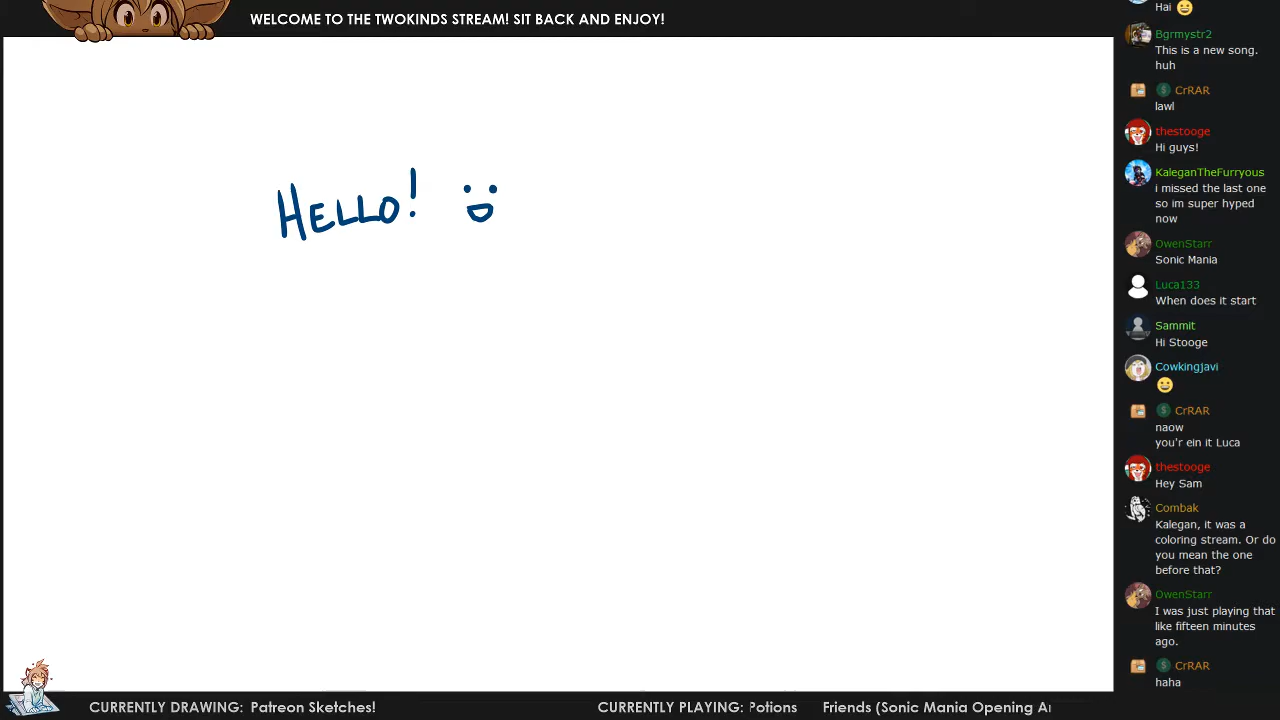 WELCOME TO THE TWOKINDS STREAM! SIT BACK AND ENJOY!
HELLO!
Hai
Bgrmystr2
This is a new song.
huh
CrRAR
lawl
thestooge
Hi guys!
KaleganTheFurryous
i missed the last one
so im super hyped
now
OwenStarr
Sonic Mania
Luca133
When does it start
Sammit
Hi Stooge
Cowkingjavi
CrRAR
naow
you'r ein it Luca
thestooge
Hey Sam
Combak
Kalegan, it was a
coloring stream. Or do
you mean the one
before that?
OwenStarr
I was just playing that
like fifteen minutes
ago.
CrRAR
haha
CURRENTLY DRAWING: Patreon Sketches!
CURRENTLY PLAYING: Potions Friends (Sonic Mania Opening